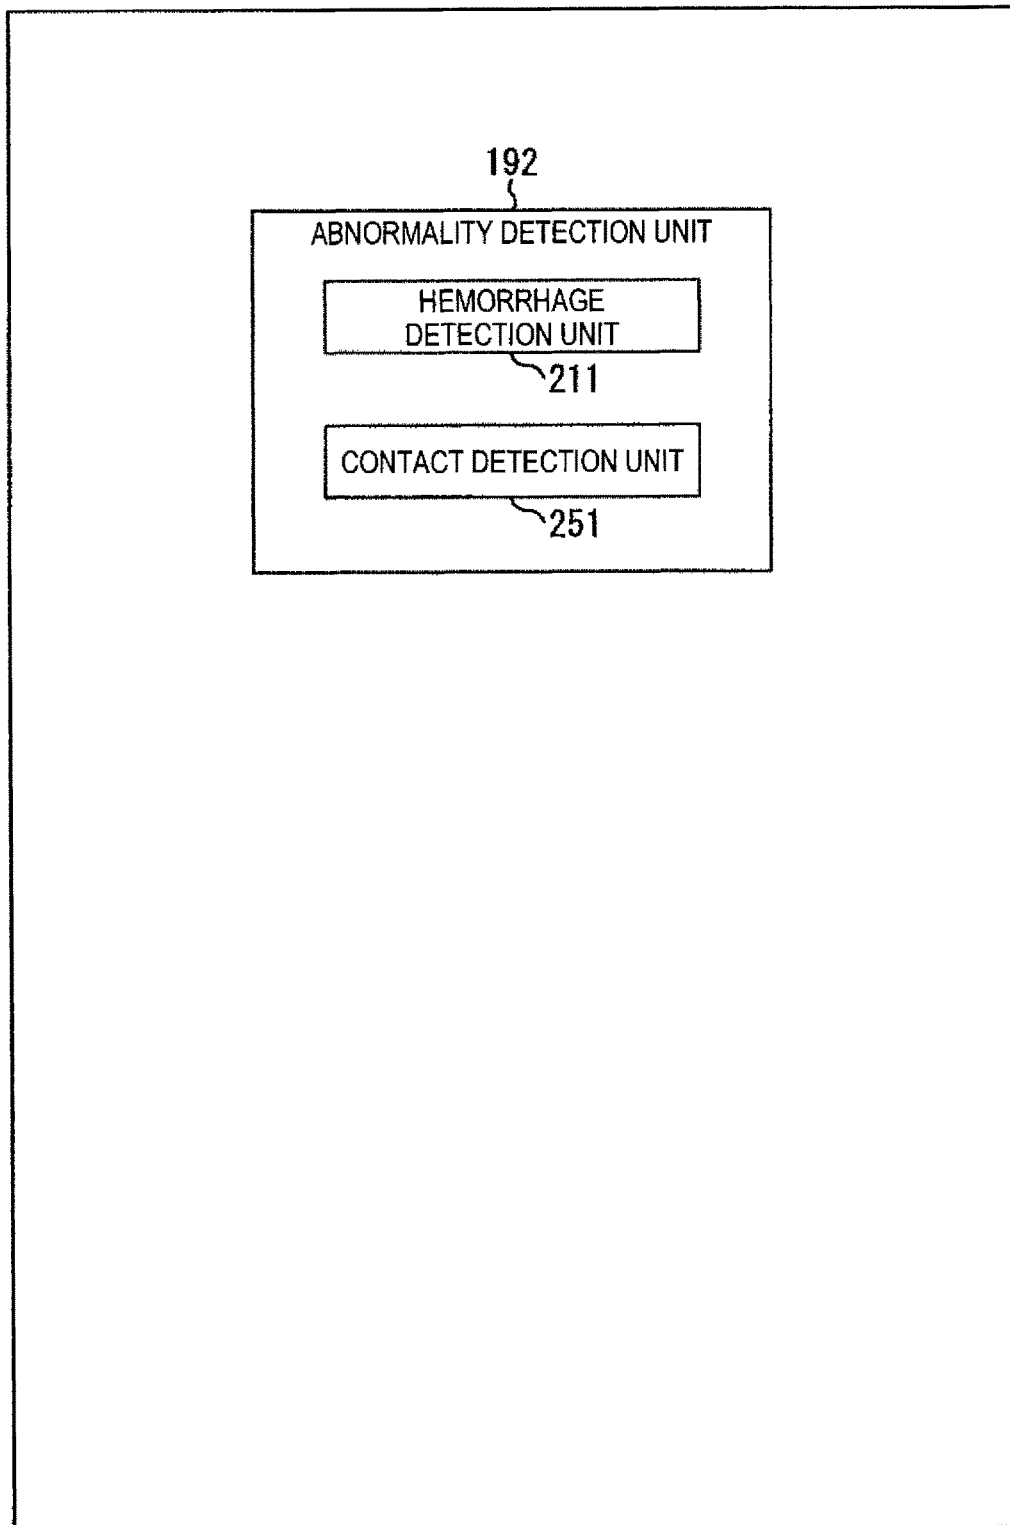 192
ABNORMALITY DETECTION UNIT
HEMORRHAGE
DETECTION UNIT
211
CONTACT DETECTION UNIT
251